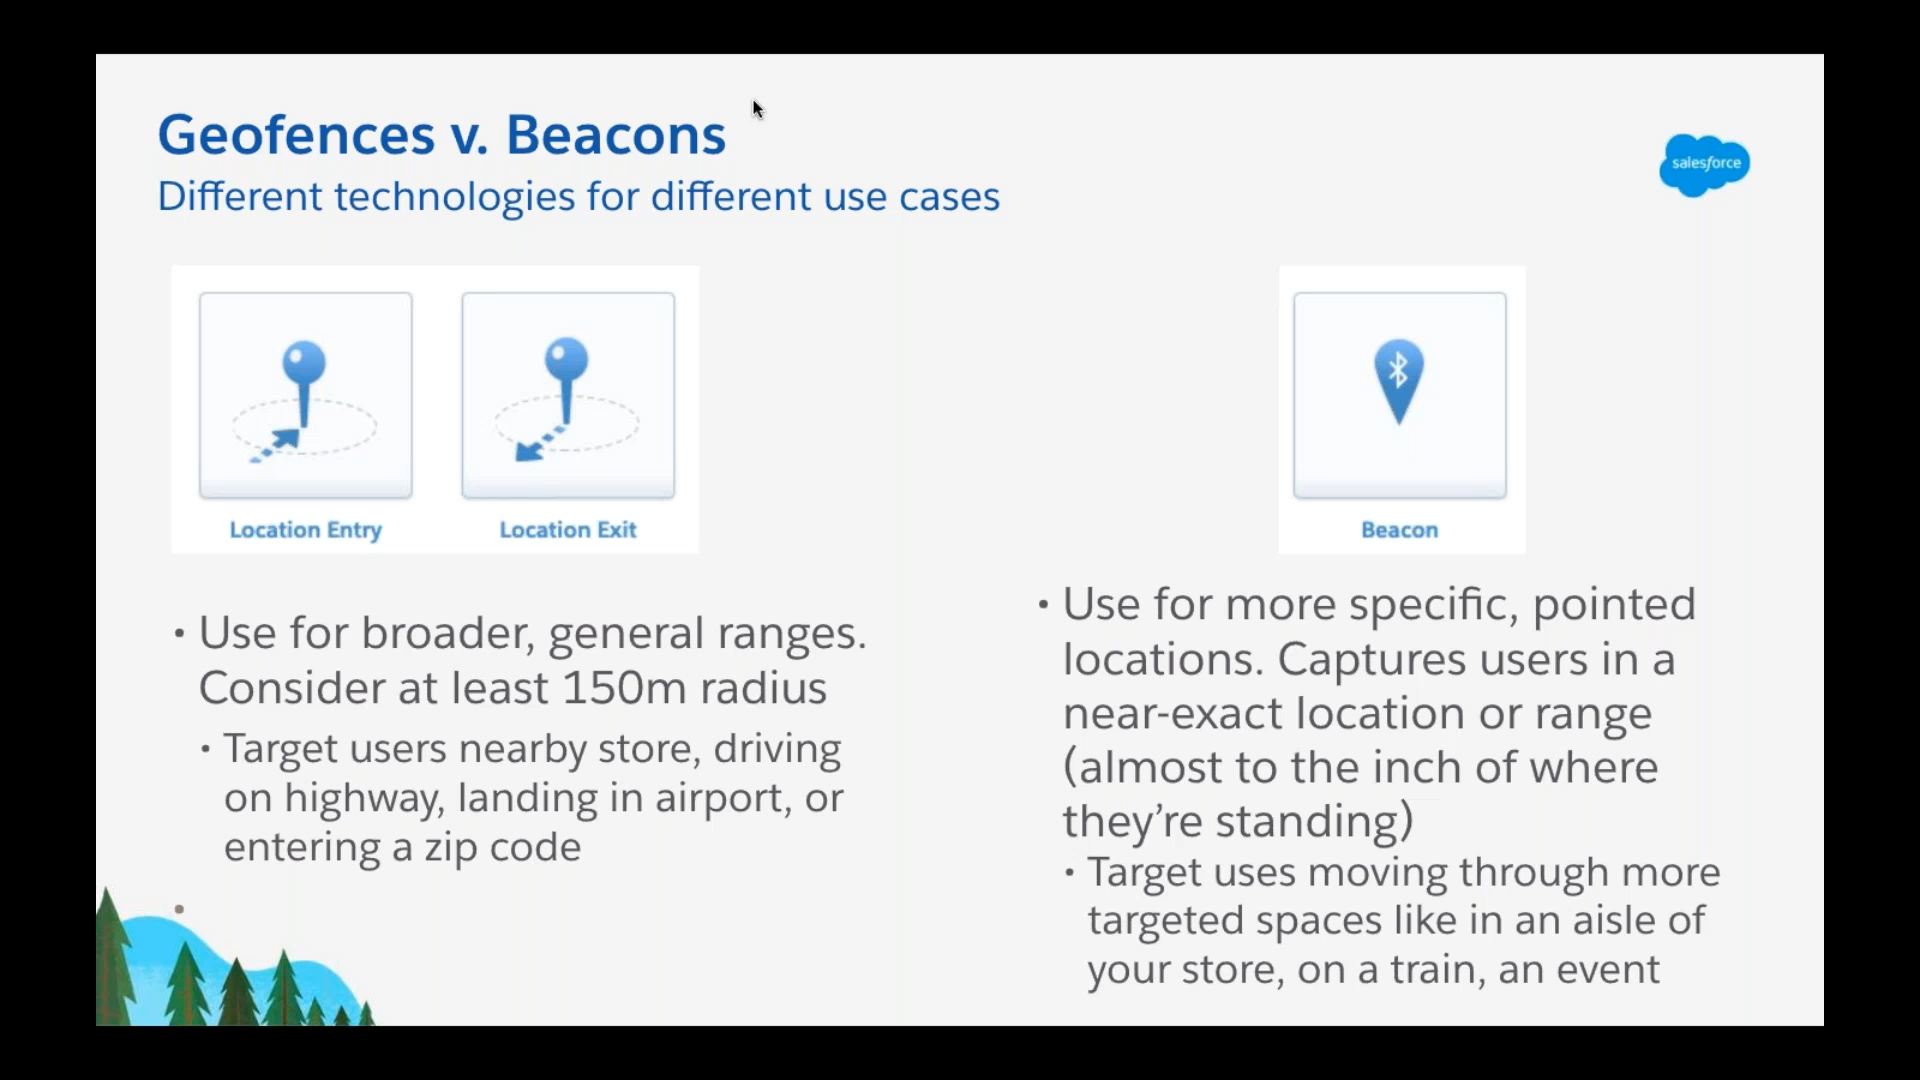 Geofences v. Beacons
Different technologies for different use cases
salesforce
Location Entry
Location Exit
• Use for broader, general ranges.
Consider at least 150m radius
• Target users nearby store, driving
on highway, landing in airport, or
entering a zip code
•
Beacon
• Use for more specific, pointed
locations. Captures users in a
near-exact location or range
(almost to the inch of where
they’re standing)
• Target uses moving through more
targeted spaces like in an aisle of
your store, on a train, an event